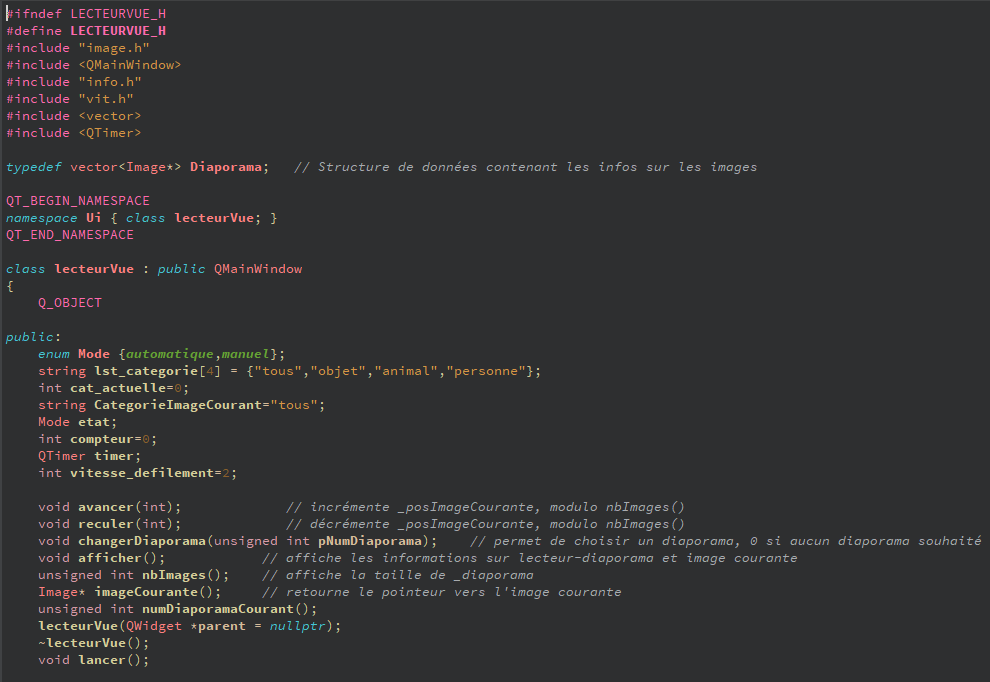 #ifndef LECTEURVUE_H
#define LECTEURVUE_H
#include "image.h"
#include <QMainWindow>
#include "info.h"
#include "vit.h"
#include <vector>
#include <QTimer>

typedef vector<Image*> Diaporama;   // Structure de données contenant les infos sur les images

QT_BEGIN_NAMESPACE
namespace Ui { class lecteurVue; }
QT_END_NAMESPACE

class lecteurVue : public QMainWindow
{
    Q_OBJECT

public:
    enum Mode {automatique,manuel};
    string lst_categorie[4] = {"tous","objet","animal","personne"};
    int cat_actuelle=0;
    string CategorieImageCourant="tous";
    Mode etat;
    int compteur=0;
    QTimer timer;
    int vitesse_defilement=2;

    void avancer(int);             // incrémente _posImageCourante, modulo nbImages()
    void reculer(int);             // décrémente _posImageCourante, modulo nbImages()
    void changerDiaporama(unsigned int pNumDiaporama);    // permet de choisir un diaporama, 0 si aucun diaporama souhaité
    void afficher();            // affiche les informations sur lecteur-diaporama et image courante
    unsigned int nbImages();    // affiche la taille de _diaporama
    Image* imageCourante();     // retourne le pointeur vers l'image courante
    unsigned int numDiaporamaCourant();
    lecteurVue(QWidget *parent = nullptr);
    ~lecteurVue();
    void lancer();